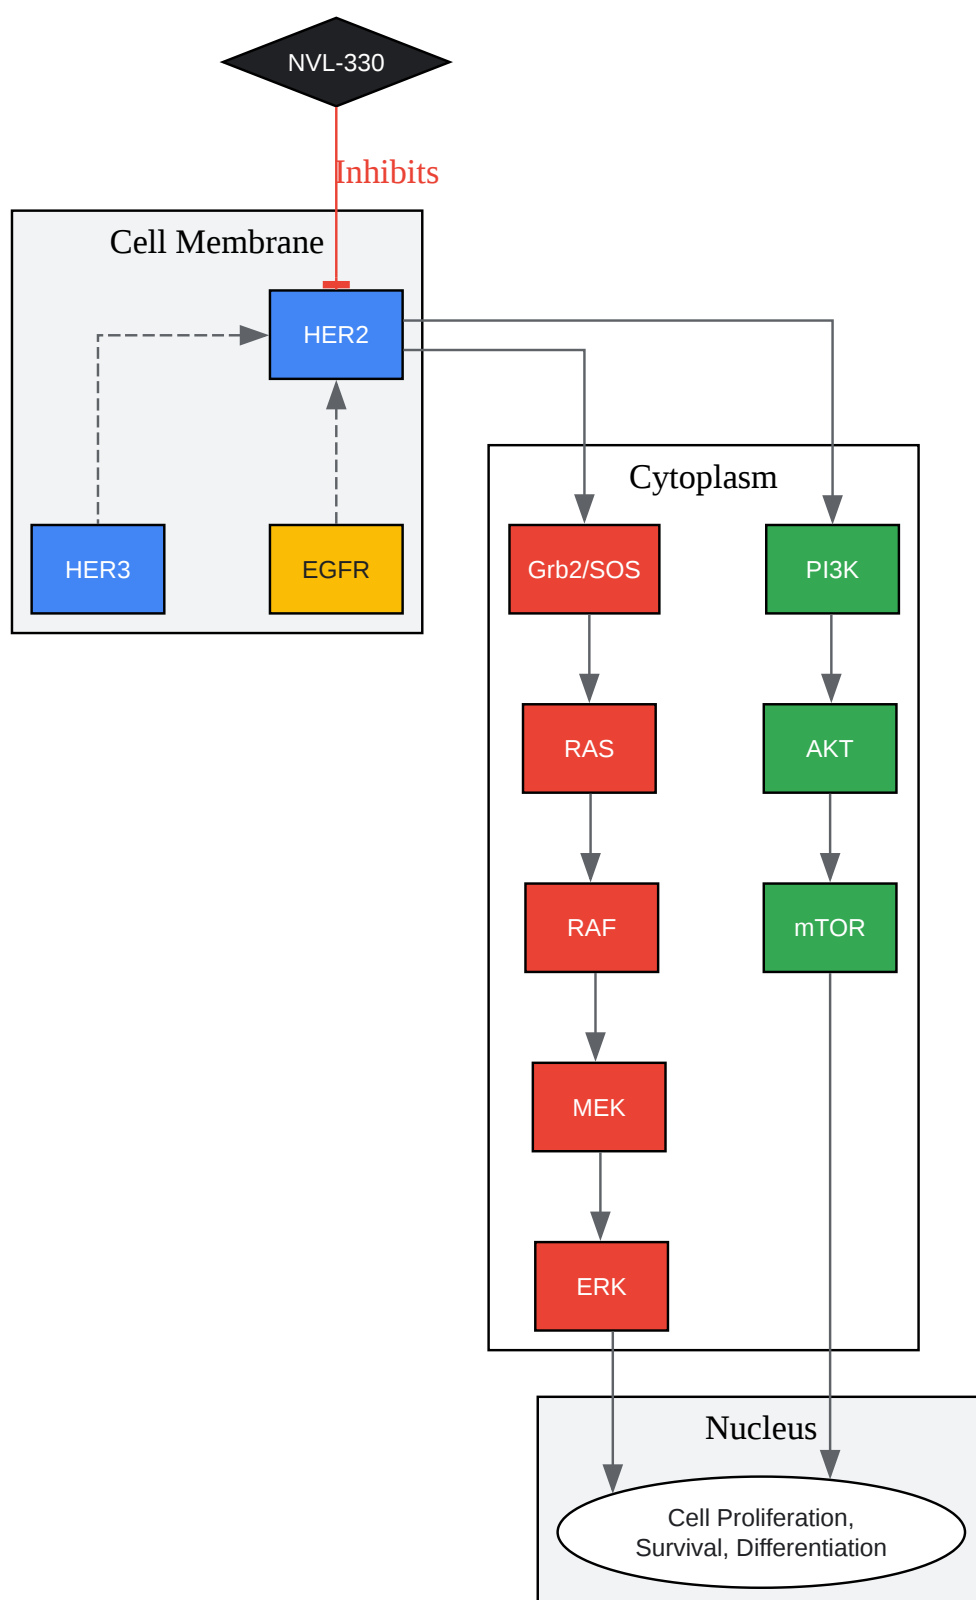 NVL-330
Inhibits
Cell Membrane
HER2
Cytoplasm
HER3
EGFR
Grb2/SOS
PI3K
RAS
AKT
RAF
mTOR
MEK
ERK
Nucleus
Cell Proliferation,
Survival, Differentiation